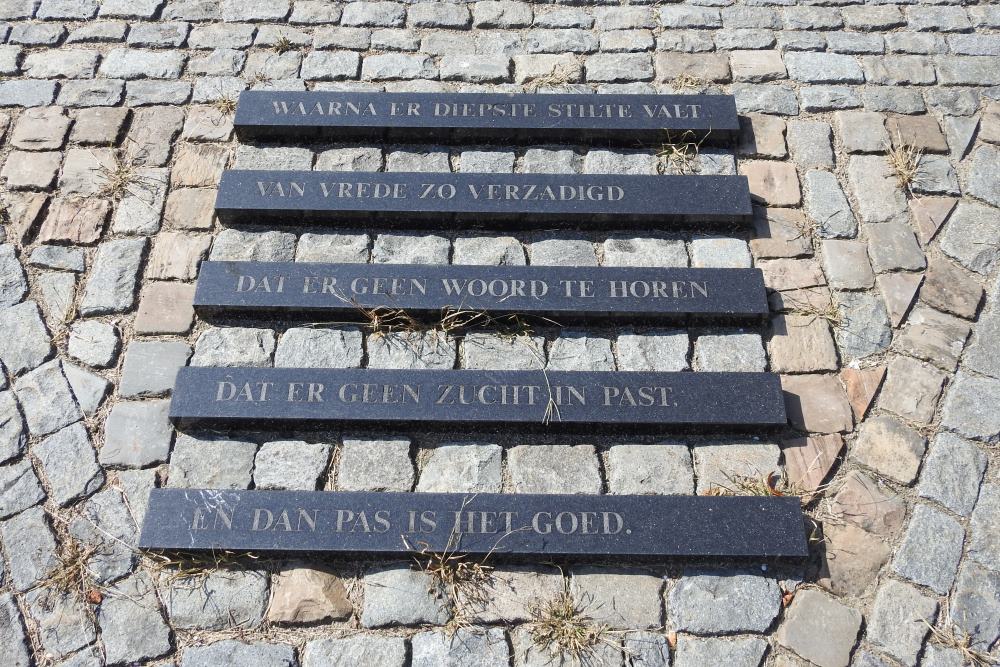 WAARNA ER DIEPSTE STILTE VALT.
VAN VREDE ZO VERZADIGD
DAT ER GEEN WOORD TE HOREN
DAT ER GEEN ZUCHT IN PAST.
EN DAN PAS IS HET GOED.